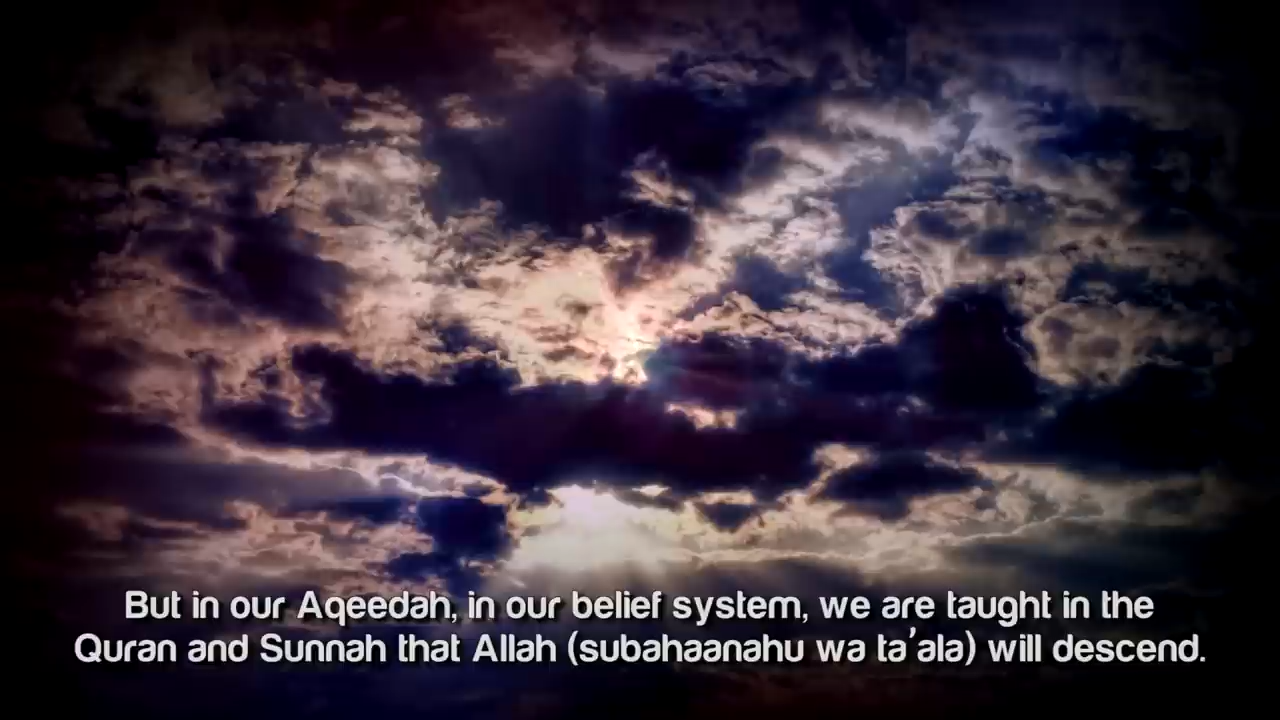 But in our Aqeedah, in our belief system, we are taught in the
Quran and Sunnah that Allah (subahaanahu wa ta'ala) will descend.